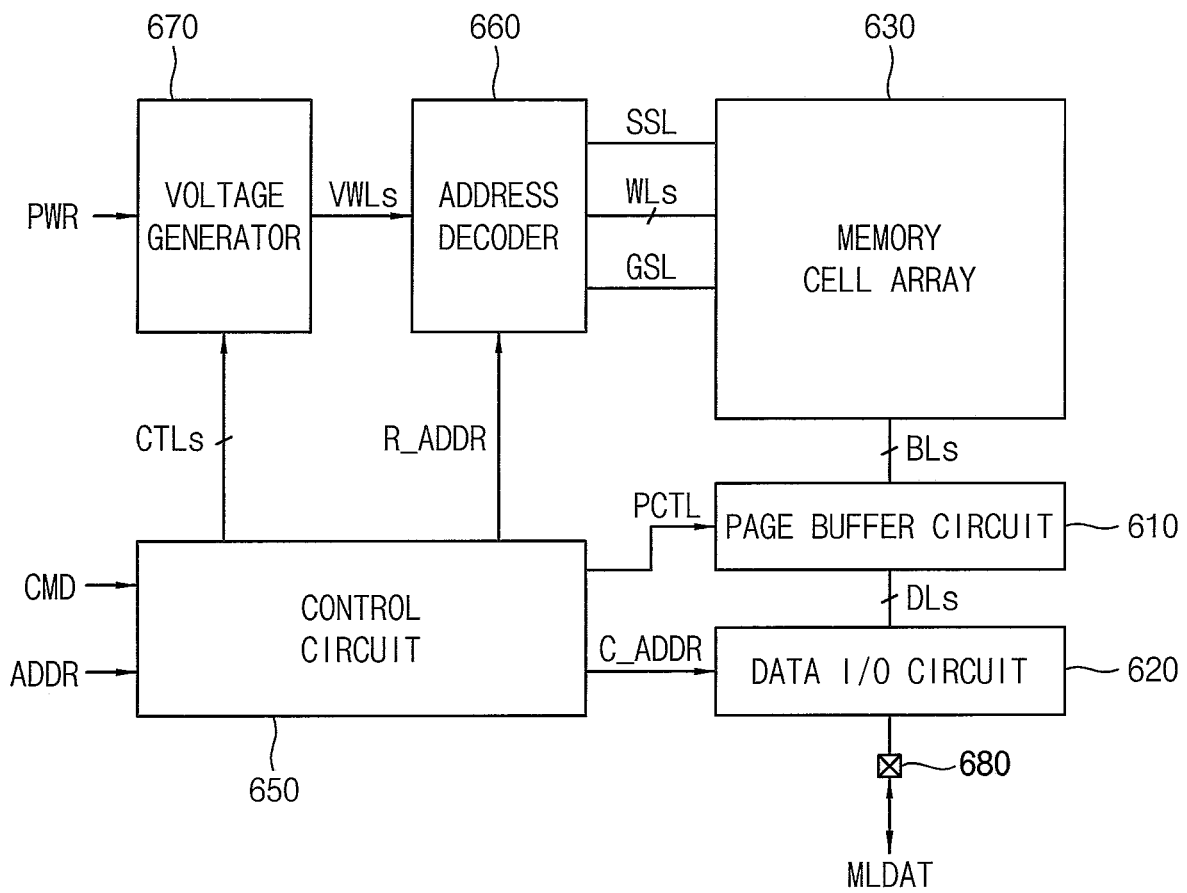 670
660
630
VOLTAGE
GENERATOR
ADDRESS
DECODER
MEMORY
CELL ARRAY
PWR
VWLs
SSL
WLs
GSL
CTLs
R_ADDR
BLs
PCTL
PAGE BUFFER CIRCUIT
610
CMD
ADDR
CONTROL
CIRCUIT
DLs
C_ADDR
DATA I/O CIRCUIT
620
650
680
MLDAT